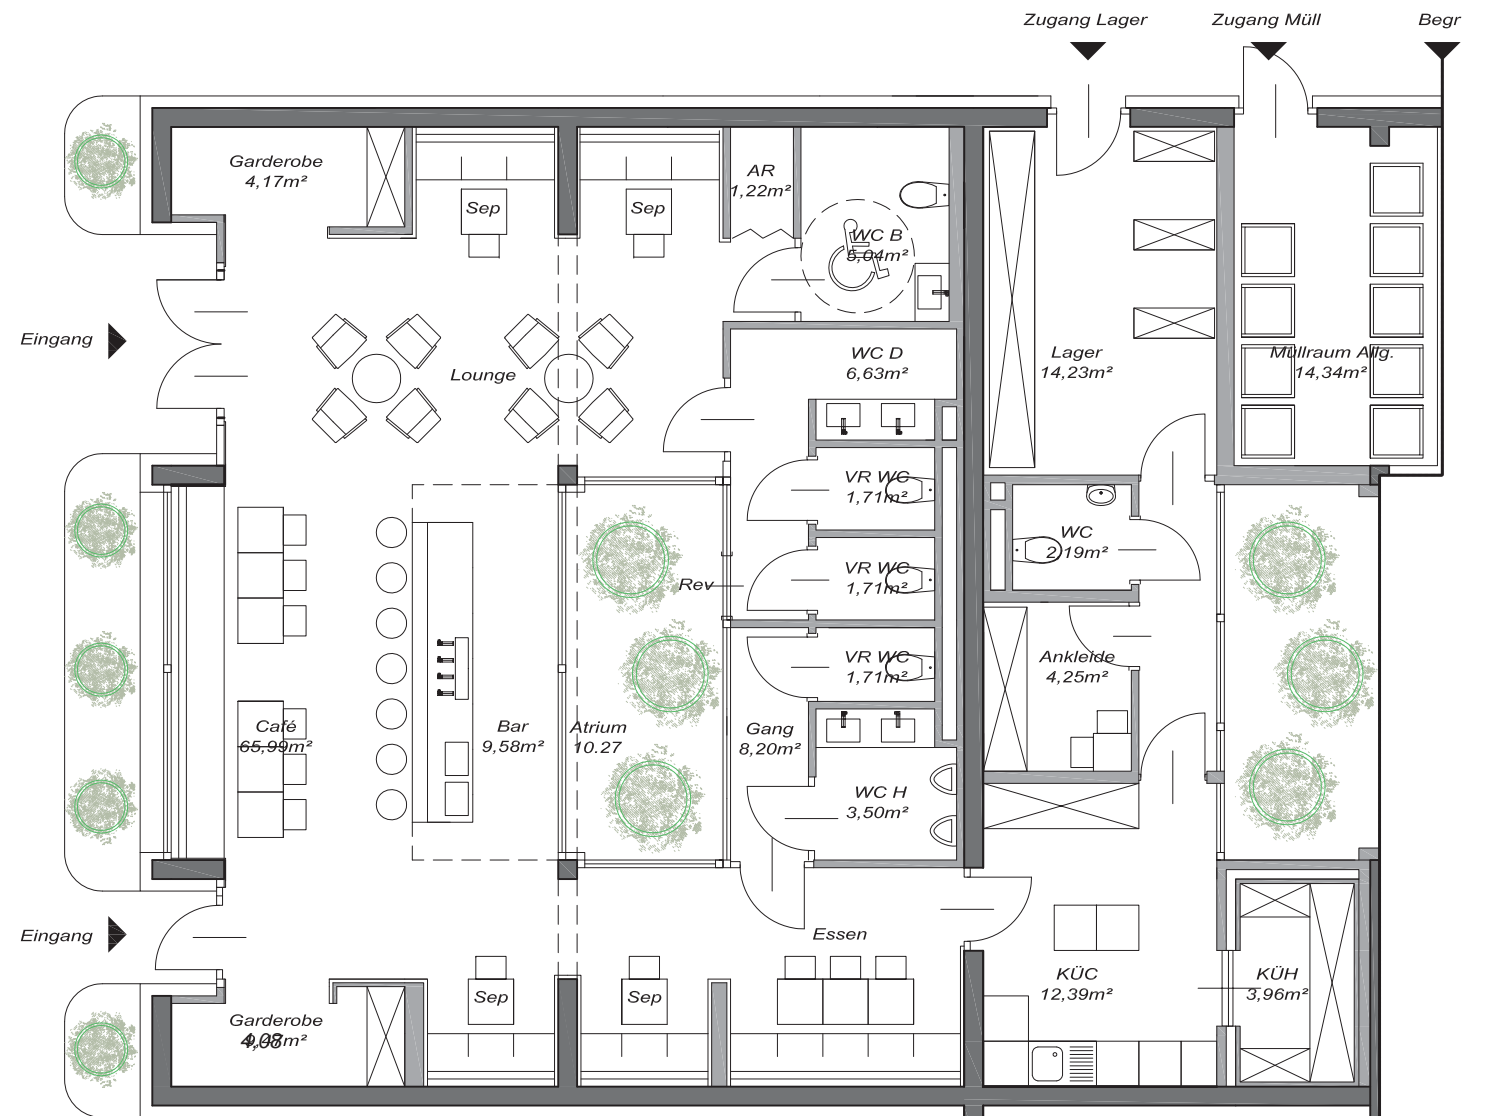 Zugang Lager
Zugang Müll
Begr
Garderobe
4,17m²
Sep
Sep
AR
1,22m²
WC B
5,04m²
Eingang
Lounge
WC D
6,63m²
Lager
14,23m²
Müllraum Allg.
14,34m²
VR WC
1,71m²
WC
2,19m²
VR WC
1,71m²
Rev
VR WC
1,71m²
Ankleide
4,25m²
Café
65,99m²
Bar
9,58m²
Atrium
10.27
Gang
8,20m²
WC H
3,50m²
Eingang
Essen
Sep
Sep
KÜC
12,39m²
KÜH
3,96m²
Garderobe